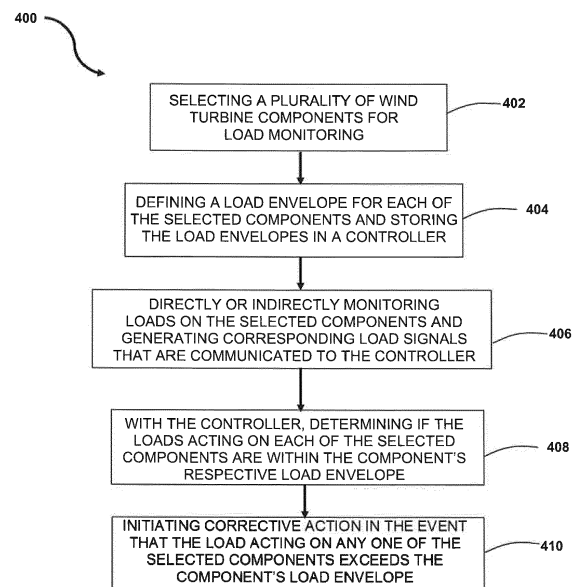 400
SELECTING A PLURALITY OF WIND
TURBINE COMPONENTS FOR
LOAD MONITORING
402
DEFINING A LOAD ENVELOPE FOR EACH OF
THE SELECTED COMPONENTS AND STORING
THE LOAD ENVELOPES IN A CONTROLLER
404
DIRECTLY OR INDIRECTLY MONITORING
LOADS ON THE SELECTED COMPONENTS AND
GENERATING CORRESPONDING LOAD SIGNALS
THAT ARE COMMUNICATED TO THE CONTROLLER
406
WITH THE CONTROLLER, DETERMINING IF THE
LOADS ACTING ON EACH OF THE SELECTED
COMPONENTS ARE WITHIN THE COMPONENT'S
RESPECTIVE LOAD ENVELOPE
408
INITIATING CORRECTIVE ACTION IN THE EVENT
THAT THE LOAD ACTING ON ANY ONE OF THE
SELECTED COMPONENTS EXCEEDS THE
COMPONENT'S LOAD ENVELOPE
410